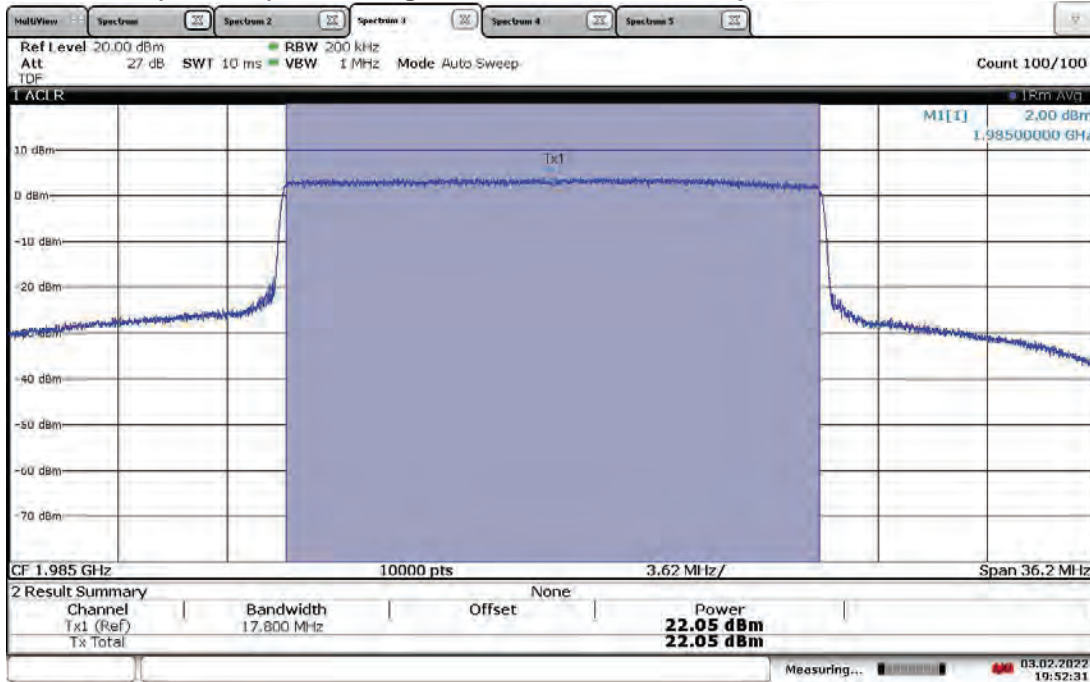 MultiView Spectrum Spectrum 2 Spectrum 3 Spectrum 4 Spectrum 5
Ref Level 20.00 dBm RBW 200 kHz
Att 27 dB SWT 10 ms VBW 1 MHz Mode Auto Sweep Count 100/100
TDF
1 ACLR 1Rm Avg
M1[1] 2.00 dBm
1.98500000 GHz
10 dBm
Tx1
0 dBm
-10 dBm
-20 dBm
-40 dBm
-50 dBm
-60 dBm
-70 dBm
CF 1.985 GHz 10000 pts 3.62 MHz/ Span 36.2 MHz
2 Result Summary None
Channel Bandwidth Offset Power
Tx1 (Ref) 17.800 MHz 22.05 dBm
Tx Total 22.05 dBm
Measuring... 03.02.2022
19:52:31